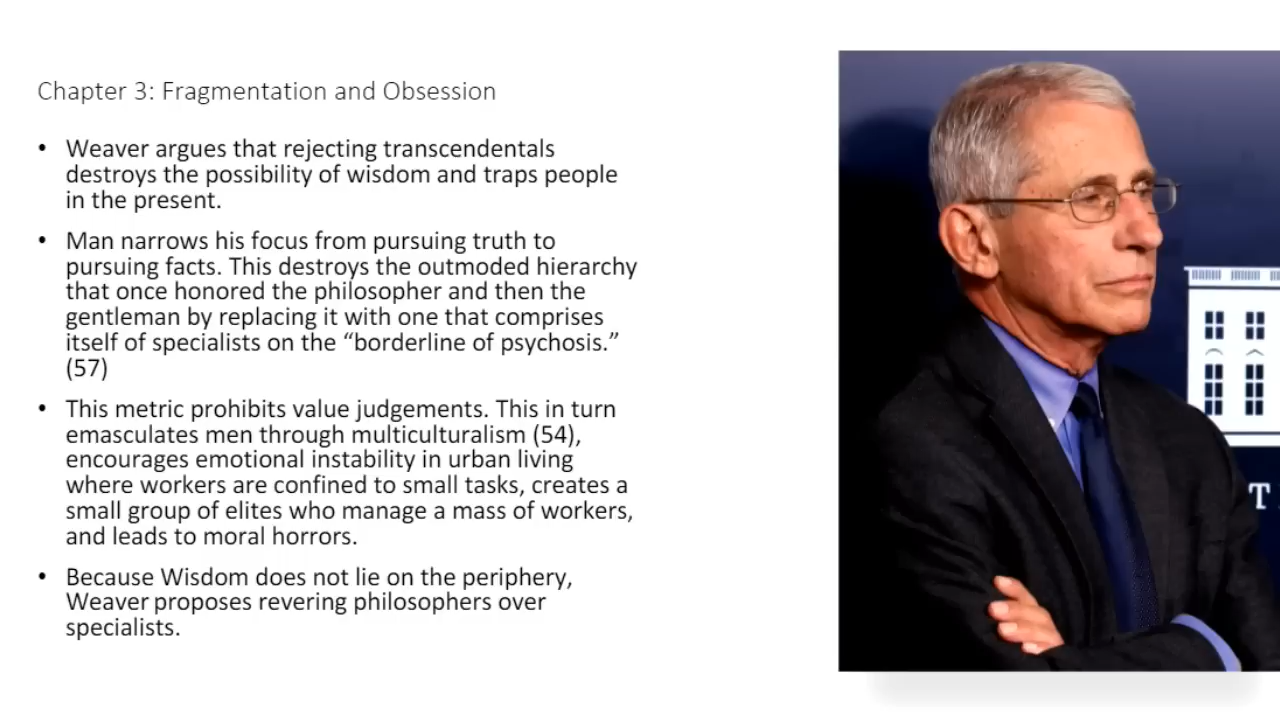 Chapter 3: Fragmentation and Obsession
• Weaver argues that rejecting transcendentals
destroys the possibility of wisdom and traps people
in the present.
• Man narrows his focus from pursuing truth to
pursuing facts. This destroys the outmoded hierarchy
that once honored the philosopher and then the
gentleman by replacing it with one that comprises
itself of specialists on the “borderline of psychosis.”
(57)
• This metric prohibits value judgements. This in turn
emasculates men through multiculturalism (54),
encourages emotional instability in urban living
where workers are confined to small tasks, creates a
small group of elites who manage a mass of workers,
and leads to moral horrors.
• Because Wisdom does not lie on the periphery,
Weaver proposes revering philosophers over
specialists.
T